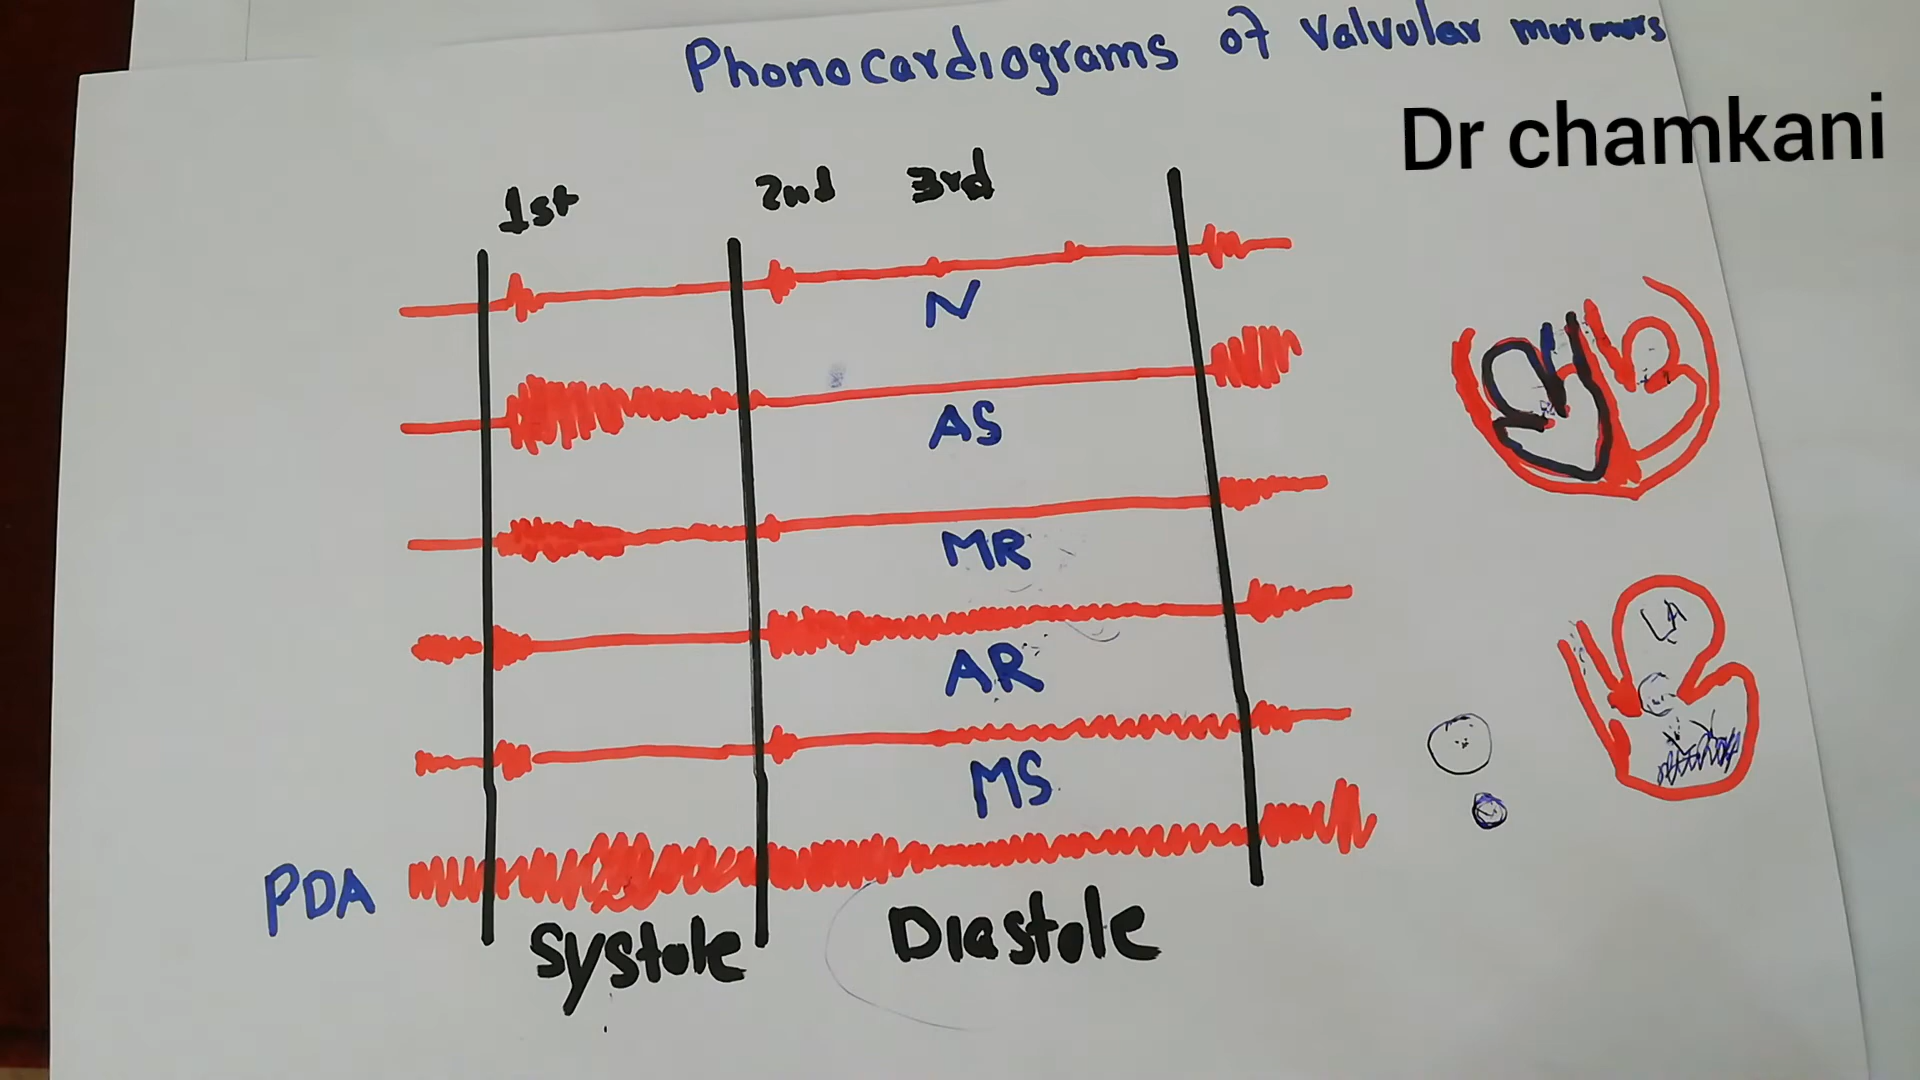 Phonocardiograms of valvular murmurs
Dr chamkani
1st 2nd 3rd
N
AS
MR
AR
MS
PDA
Systole Diastole
LA